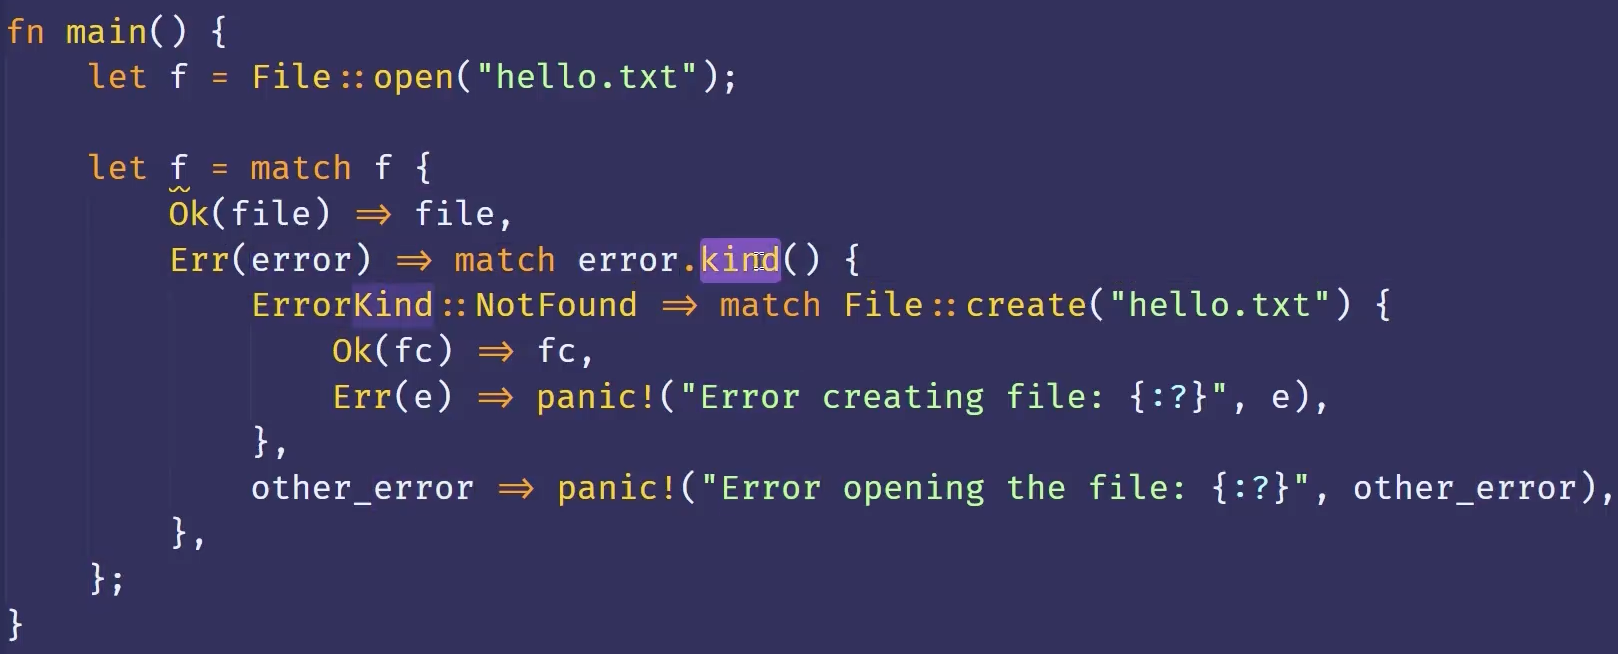 fn main() {
    let f = File::open("hello.txt");
    let f = match f {
        Ok(file) => file,
        Err(error) => match error.kind() {
            ErrorKind::NotFound => match File::create("hello.txt") {
                Ok(fc) => fc,
                Err(e) => panic!("Error creating file: {:?}", e),
            },
            other_error => panic!("Error opening the file: {:?}", other_error),
        },
    };
}